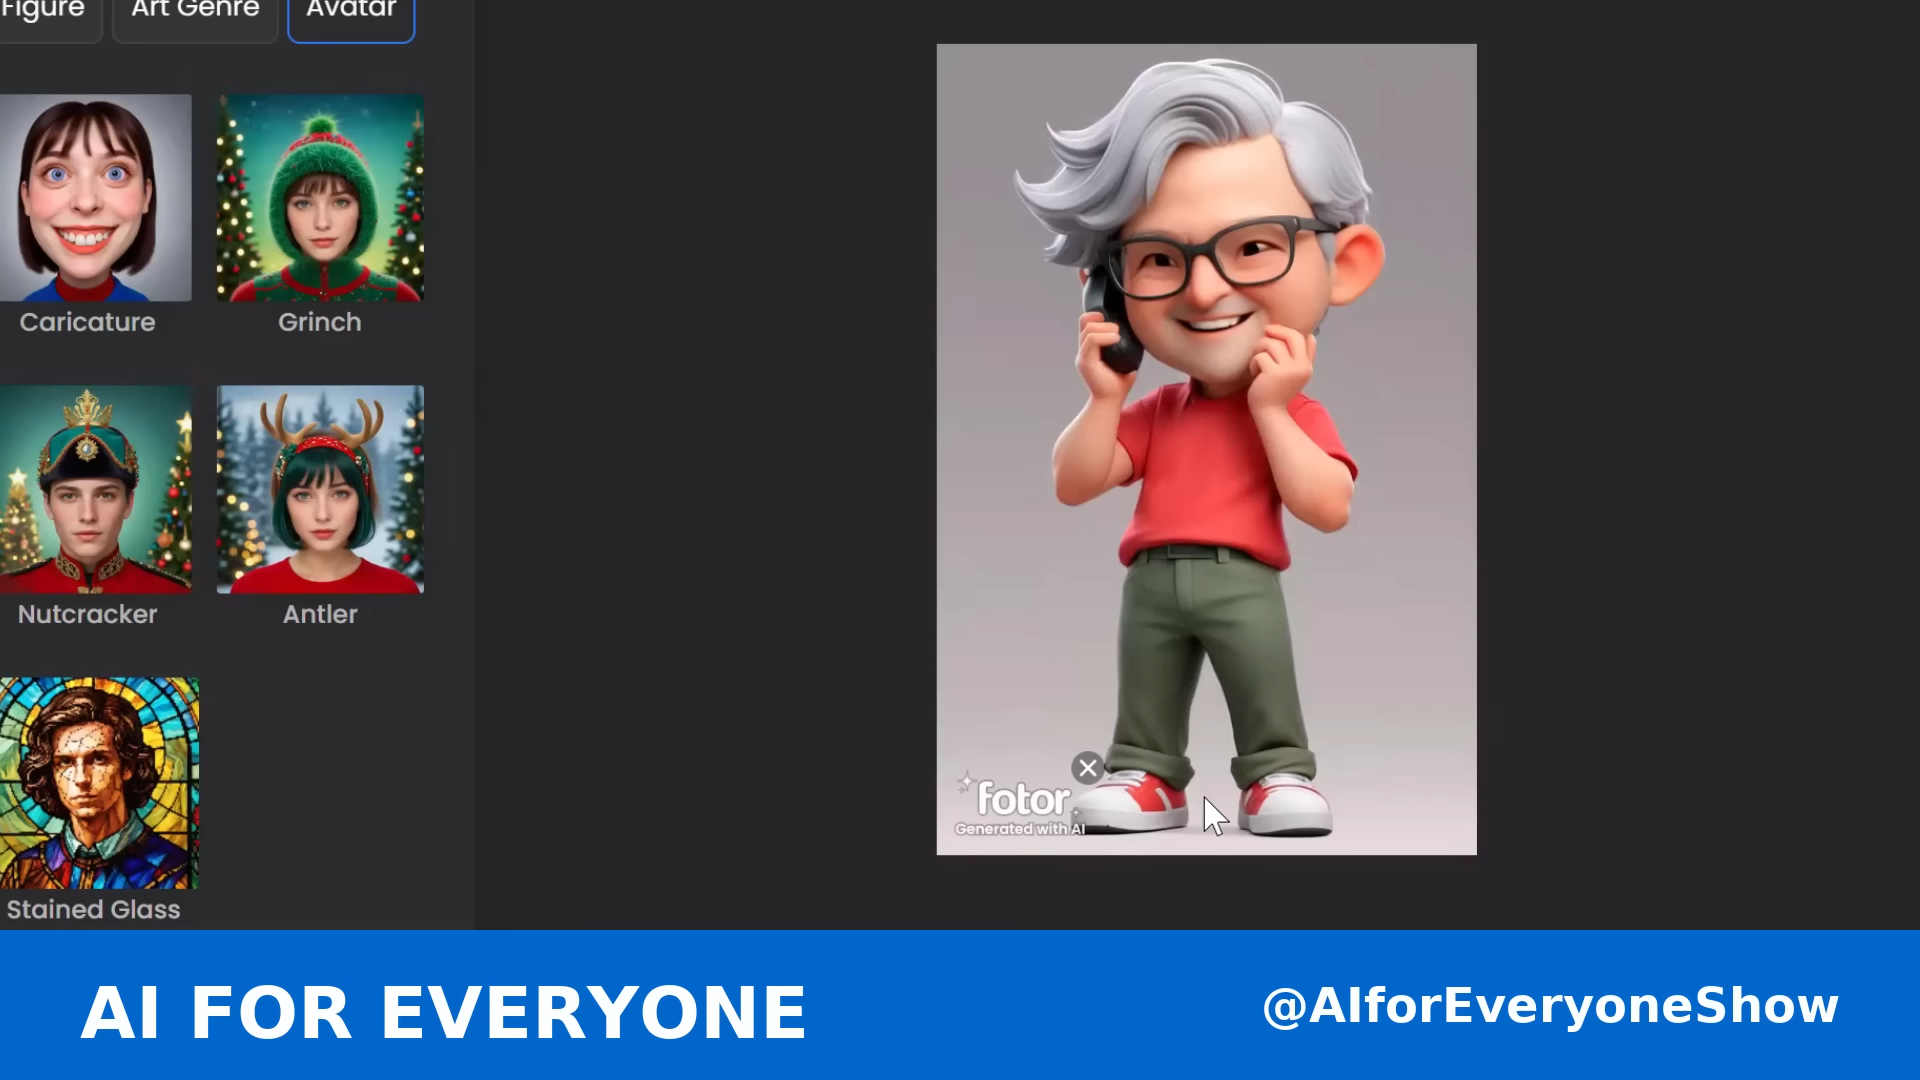 Figure
Art Genre
Avatar
Caricature
Grinch
Nutcracker
Antler
Stained Glass
fotor
Generated with AI
AI FOR EVERYONE
@AIforEveryoneShow